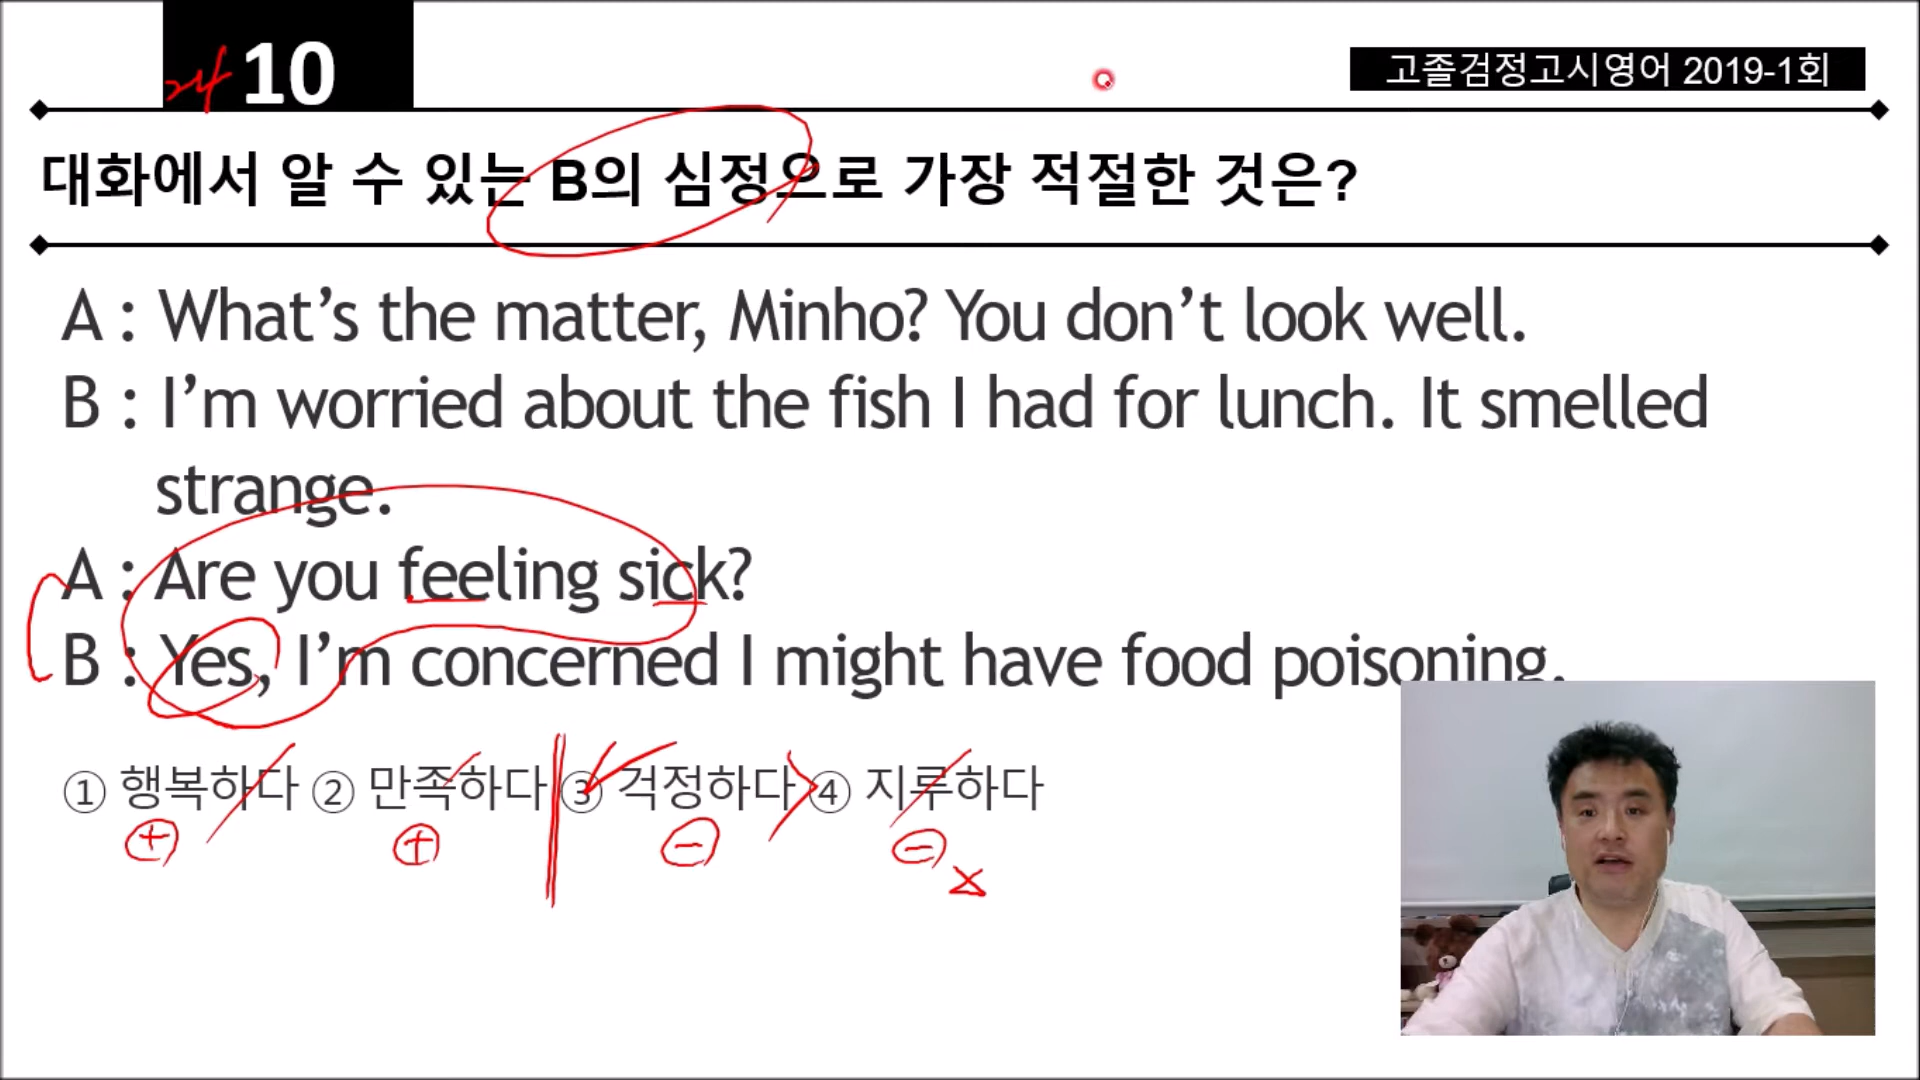 10
고졸검정고시영어 2019-1회
대화에서 알 수 있는 B의 심정으로 가장 적절한 것은?
A : What's the matter, Minho? You don't look well.
B : I'm worried about the fish I had for lunch. It smelled
strange.
A : Are you feeling sick?
B : Yes, I'm concerned I might have food poisoning.
① 행복하다 ② 만족하다 ③ 걱정하다 ④ 지루하다
+ + - -